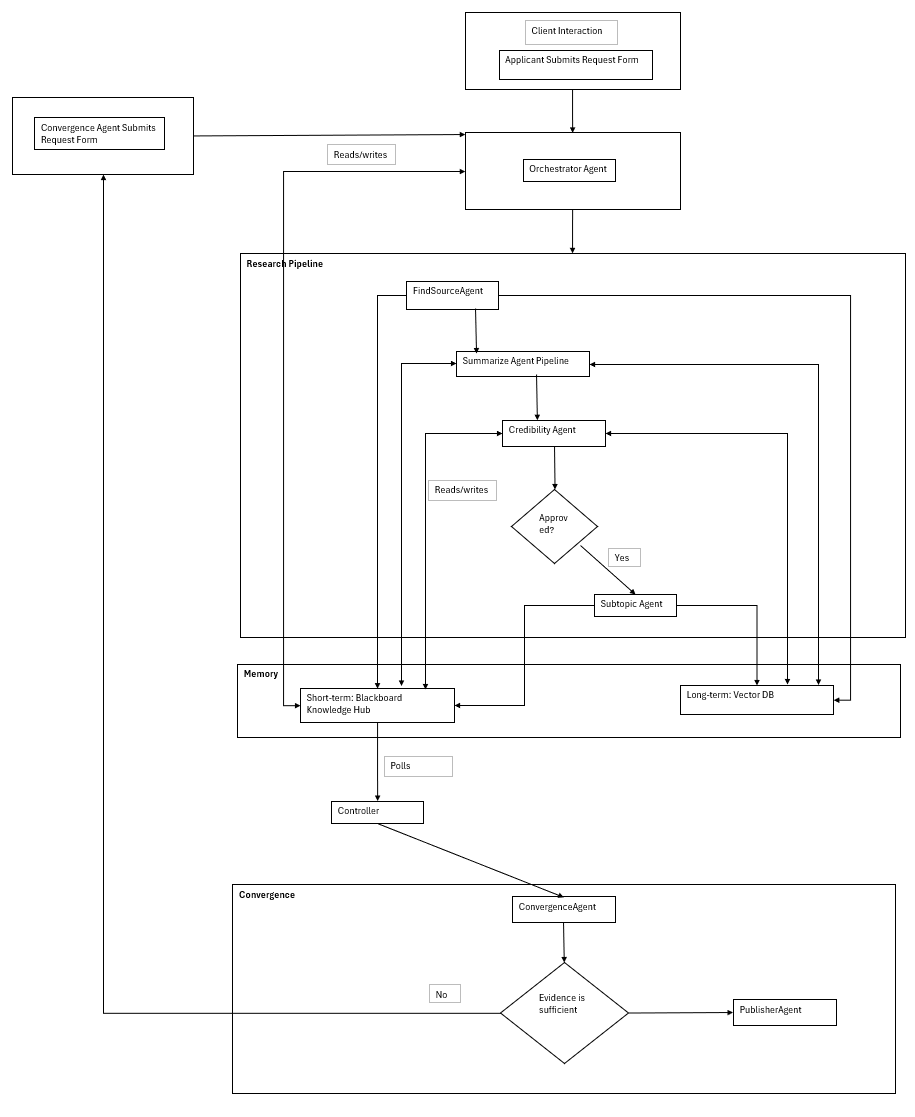 Client Interaction
Applicant Submits Request Form
Convergence Agent Submits
Request Form
Reads/writes
Orchestrator Agent
Research Pipeline
FindSourceAgent
Summarize Agent Pipeline
Credibility Agent
Reads/writes
Approv
ed?
Yes
Subtopic Agent
Memory
Short-term: Blackboard
Knowledge Hub
Long-term: Vector DB
Polls
Controller
Convergence
ConvergenceAgent
No
Evidence is
sufficient
PublisherAgent